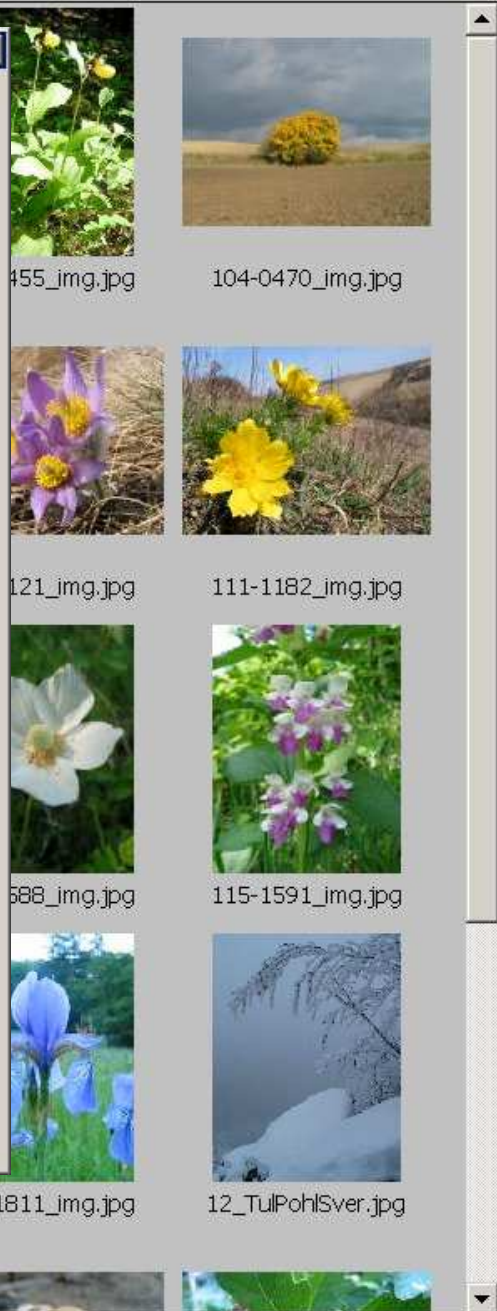 455_img.jpg 104-0470_img.jpg
121_img.jpg 111-1182_img.jpg
588_img.jpg 115-1591_img.jpg
1811_img.jpg 12_TulPohlSver.jpg